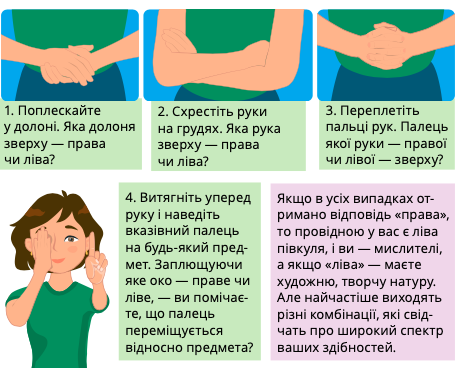 1. Поплескайте
у долоні. Яка долоня
зверху — права
чи ліва?
2. Схрестіть руки
на грудях. Яка рука
зверху — права
чи ліва?
3. Переплетіть
пальці рук. Палець
якої руки — правої
чи лівої — зверху?
4. Витягніть уперед
руку і наведіть
вказівний палець
на будь-який пред-
мет. Заплющуючи
яке око — праве чи
ліве, — ви помічає-
те, що палець
переміщується
відносно предмета?
Якщо в усіх випадках от-
римано відповідь «права»,
то провідною у вас є ліва
півкуля, і ви — мислителі,
а якщо «ліва» — маєте
художню, творчу натуру.
Але найчастіше виходять
різні комбінації, які свід-
чать про широкий спектр
ваших здібностей.